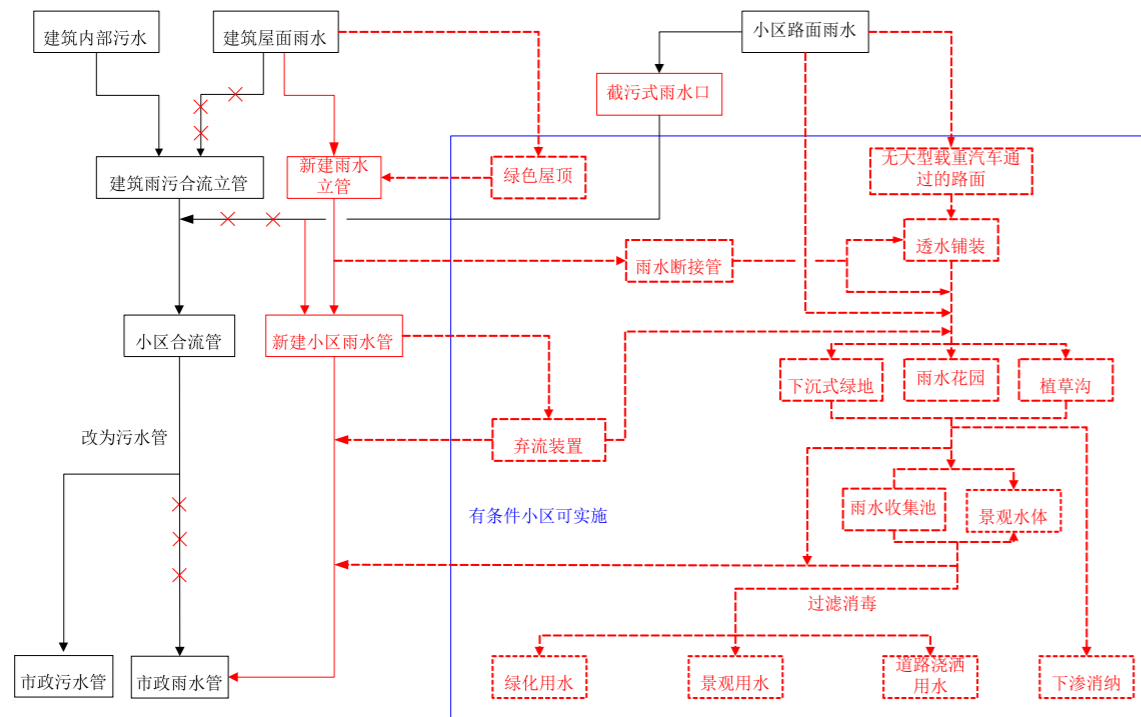 建筑内部污水
建筑屋面雨水
小区路面雨水
截污式雨水口
建筑雨污合流立管
新建雨水
立管
绿色屋顶
无大型载重汽车通
过的路面
透水铺装
雨水断接管
小区合流管
新建小区雨水管
下沉式绿地
雨水花园
植草沟
改为污水管
弃流装置
有条件小区可实施
雨水收集池
景观水体
过滤消毒
市政污水管
市政雨水管
绿化用水
景观用水
道路浇洒
用水
下渗消纳